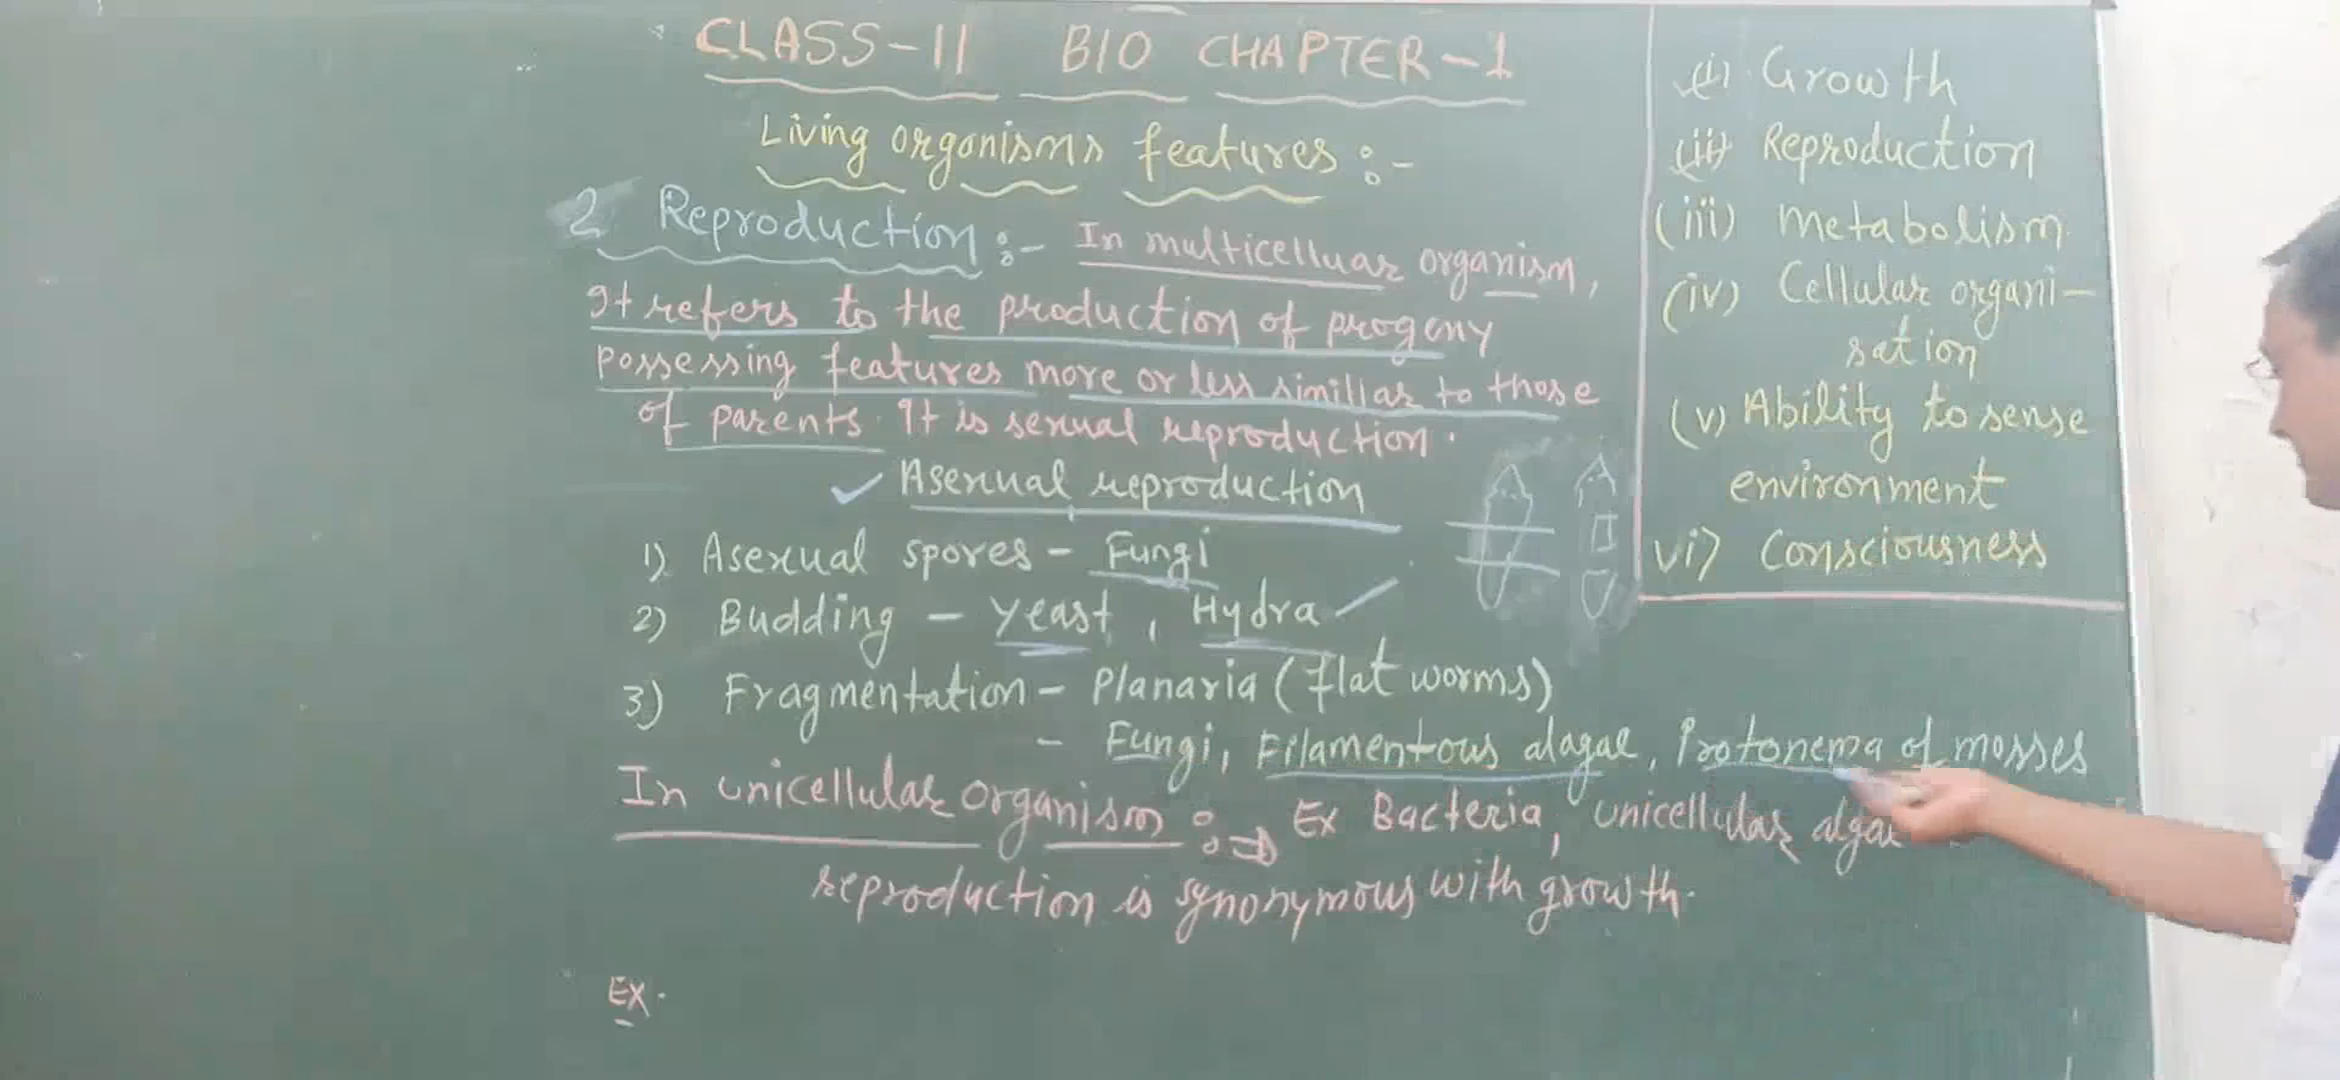 CLASS-11 BIO CHAPTER-1
Living organisms features :-
2 Reproduction :- In multicelluar organism,
It refers to the production of progeny
possessing features more or less simillar to those
of parents. It is sexual reproduction.
✓ Asexual reproduction
1) Asexual spores - Fungi
2) Budding - Yeast, Hydra
3) Fragmentation - Planaria (flat worms)
- Fungi, Filamentous alagae, Protonema of mosses
In unicellular organism :⇒ Ex Bacteria, unicellular algae
reproduction is synonymous with growth.
EX.
(i) Growth
(ii) Reproduction
(iii) Metabolism
(iv) Cellular organi-
sation
(v) Ability to sense
environment
vi) Consciousness